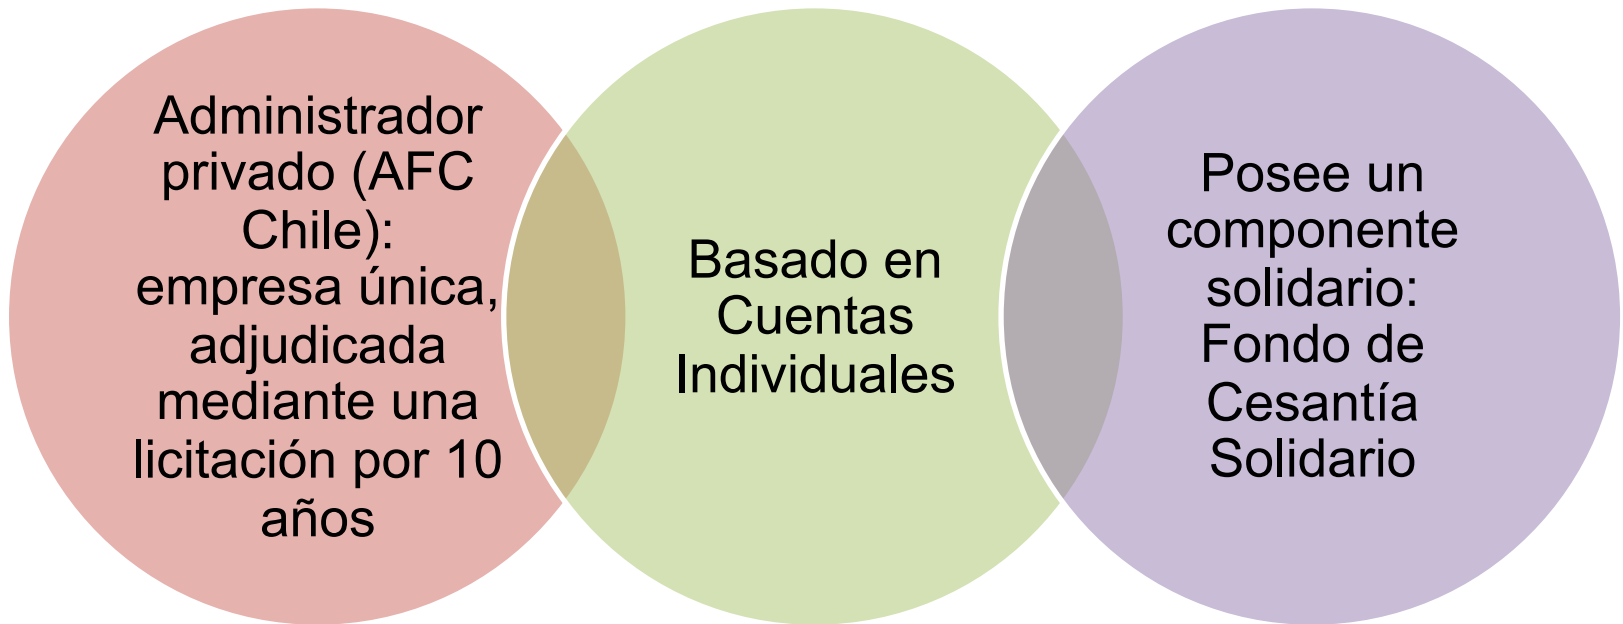 Administrador
privado (AFC
Chile):
empresa única,
adjudicada
mediante una
licitación por 10
años
Basado en
Cuentas
Individuales
Posee un
componente
solidario:
Fondo de
Cesantía
Solidario